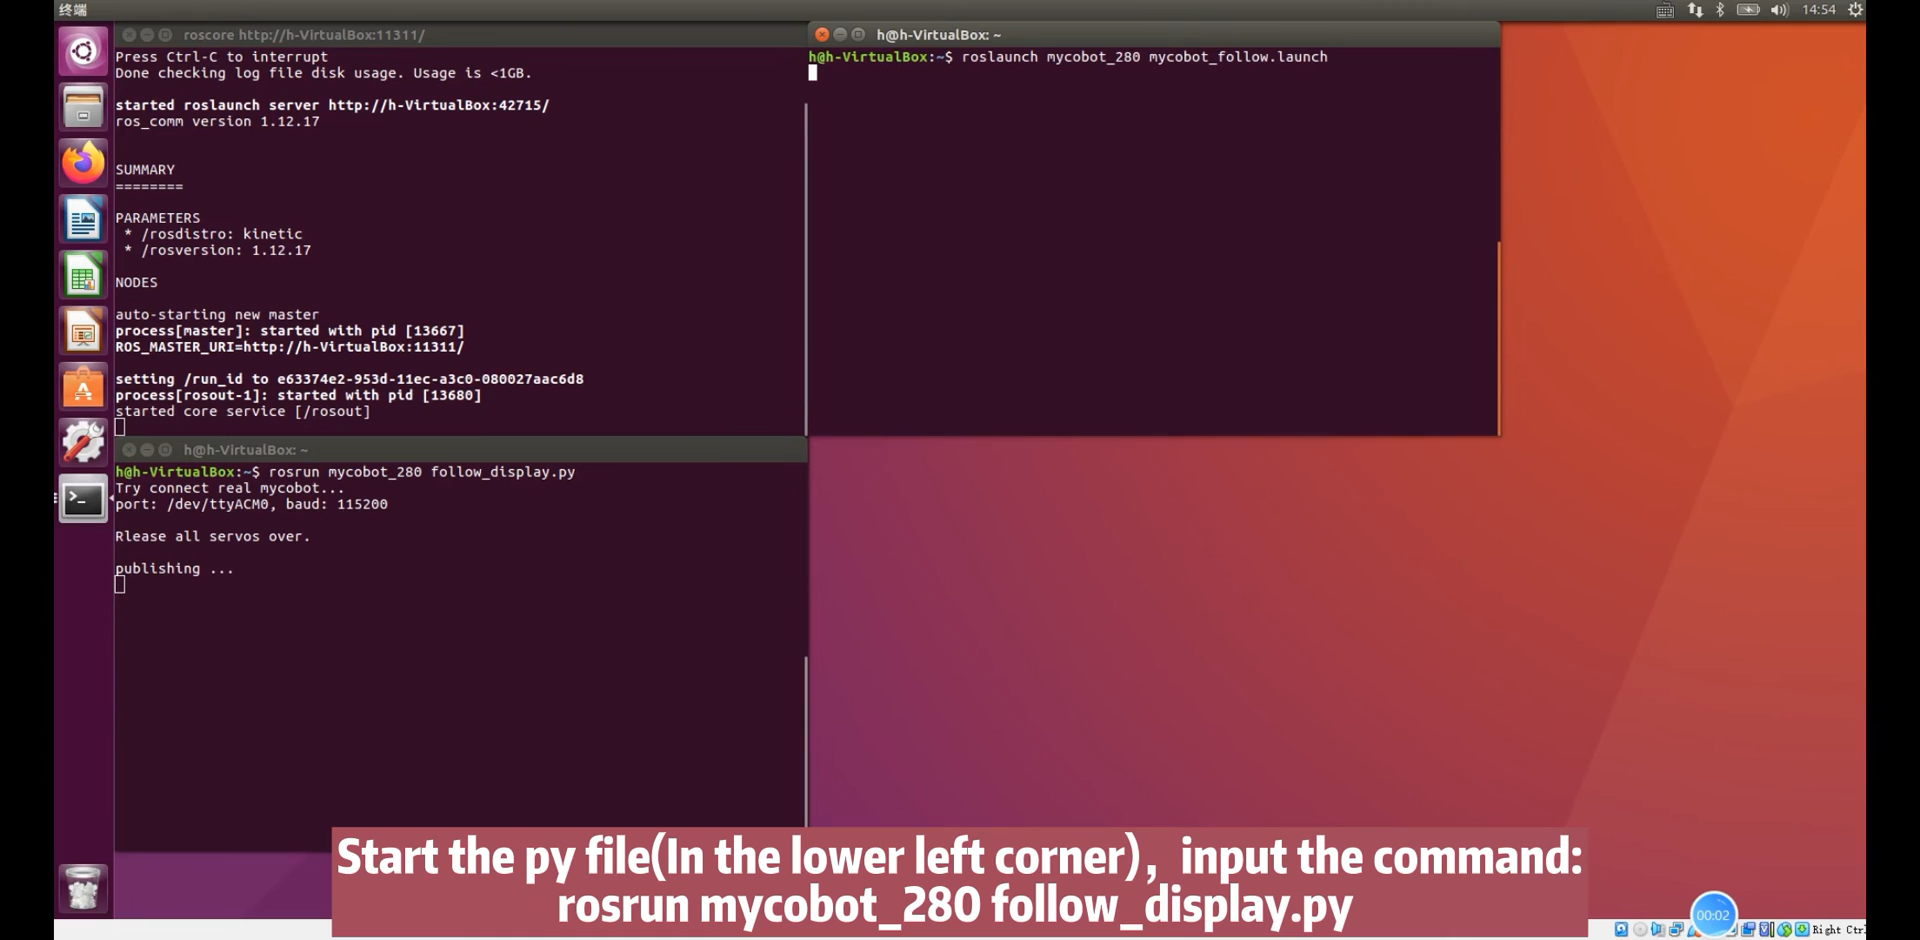 终端
14:54
roscore http://h-VirtualBox:11311/
Press Ctrl-C to interrupt
Done checking log file disk usage. Usage is <1GB.
started roslaunch server http://h-VirtualBox:42715/
ros_comm version 1.12.17
SUMMARY
========
PARAMETERS
* /rosdistro: kinetic
* /rosversion: 1.12.17
NODES
auto-starting new master
process[master]: started with pid [13667]
ROS_MASTER_URI=http://h-VirtualBox:11311/
setting /run_id to e63374e2-953d-11ec-a3c0-080027aac6d8
process[rosout-1]: started with pid [13680]
started core service [/rosout]
h@h-VirtualBox: ~
h@h-VirtualBox:~$ roslaunch mycobot_280 mycobot_follow.launch
h@h-VirtualBox: ~
h@h-VirtualBox:~$ rosrun mycobot_280 follow_display.py
Try connect real mycobot...
port: /dev/ttyACM0, baud: 115200
Rlease all servos over.
publishing ...
Start the py file(In the lower left corner),  input the command:
rosrun mycobot_280 follow_display.py
00:02
Right Ctrl